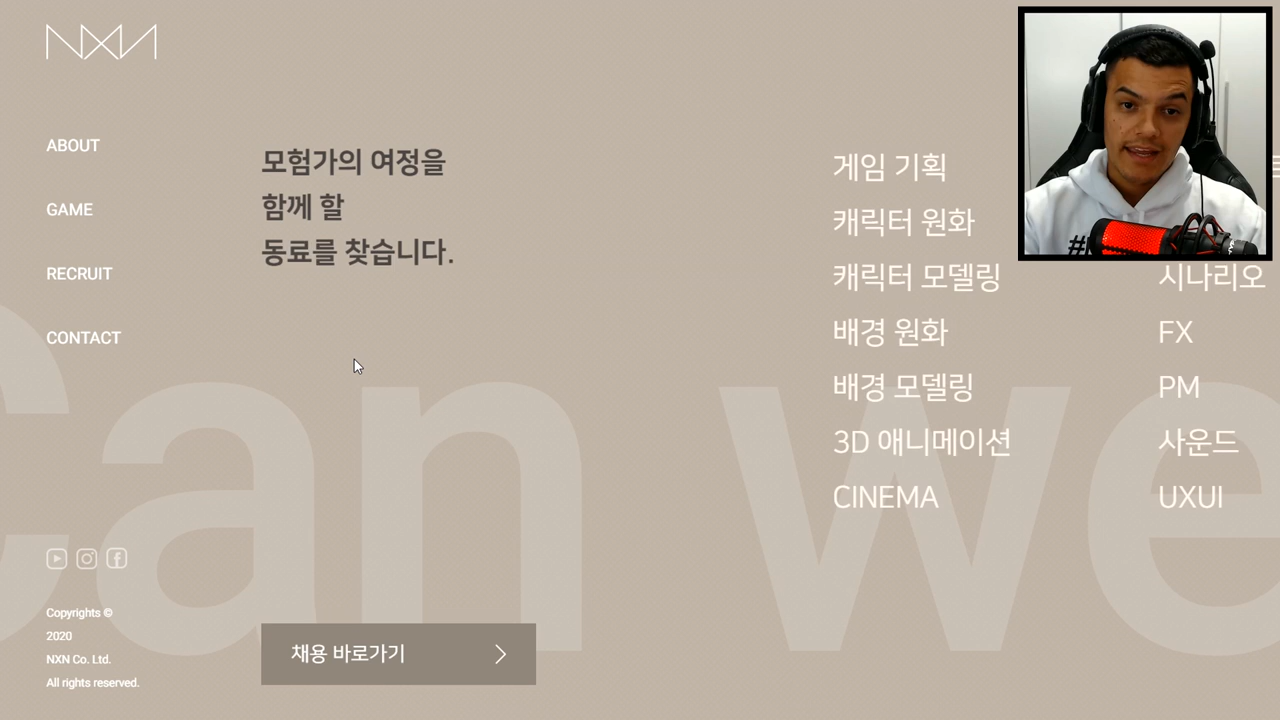 NXN
ABOUT
GAME
RECRUIT
CONTACT
모험가의 여정을
함께 할
동료를 찾습니다.
게임 기획
캐릭터 원화
캐릭터 모델링
배경 원화
배경 모델링
3D 애니메이션
CINEMA
시나리오
FX
PM
사운드
UXUI
Can we
채용 바로가기
Copyrights ©
2020
NXN Co. Ltd.
All rights reserved.
#